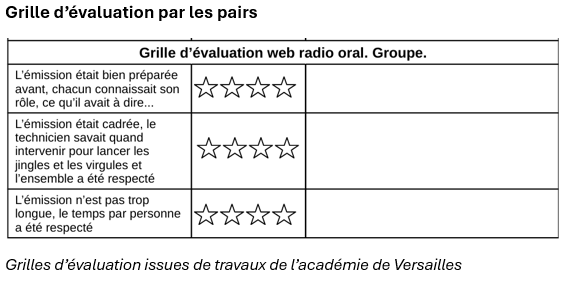 Grille d’évaluation par les pairs
Grille d’évaluation web radio oral. Groupe.
L’émission était bien préparée
avant, chacun connaissait son
rôle, ce qu’il avait à dire...
L’émission était cadrée, le
technicien savait quand
intervenir pour lancer les
jingles et les virgules et
l’ensemble a été respecté
L’émission n’est pas trop
longue, le temps par personne
a été respecté
Grilles d’évaluation issues de travaux de l’académie de Versailles